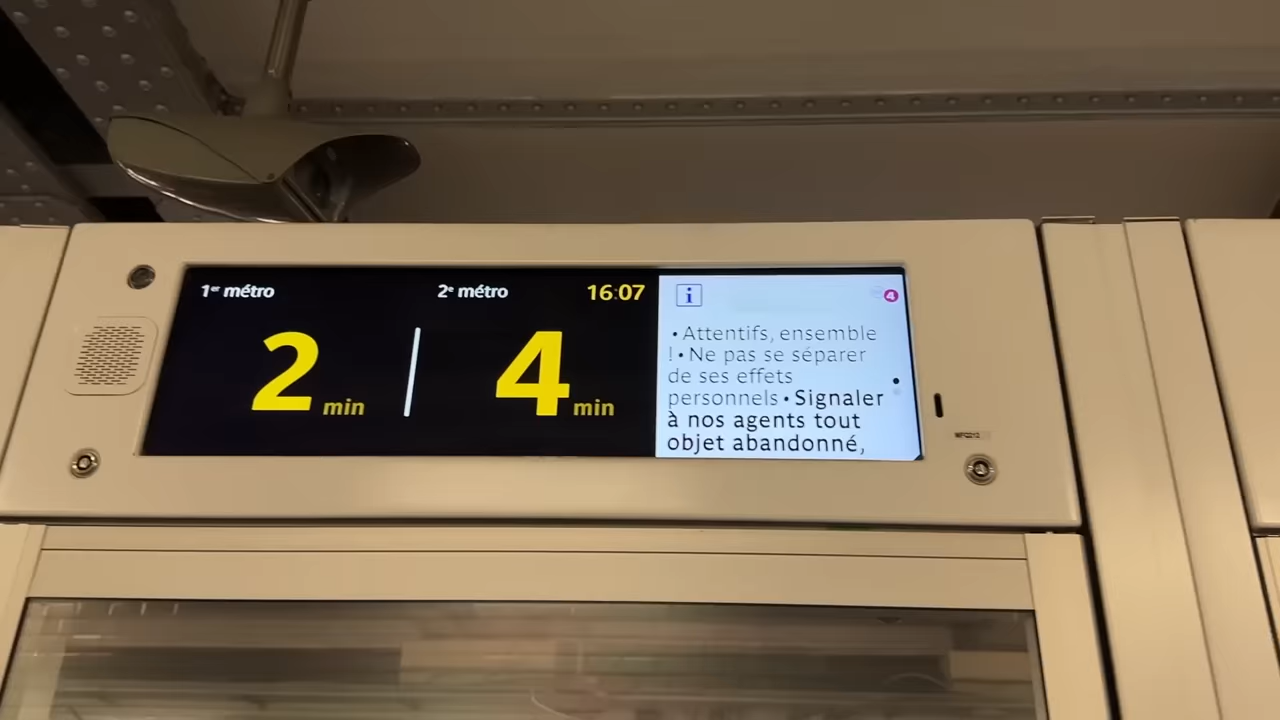 1er métro
2e métro
16:07
2 min
4 min
i
4
• Attentifs, ensemble
! • Ne pas se séparer
de ses effets
personnels • Signaler
à nos agents tout
objet abandonné,